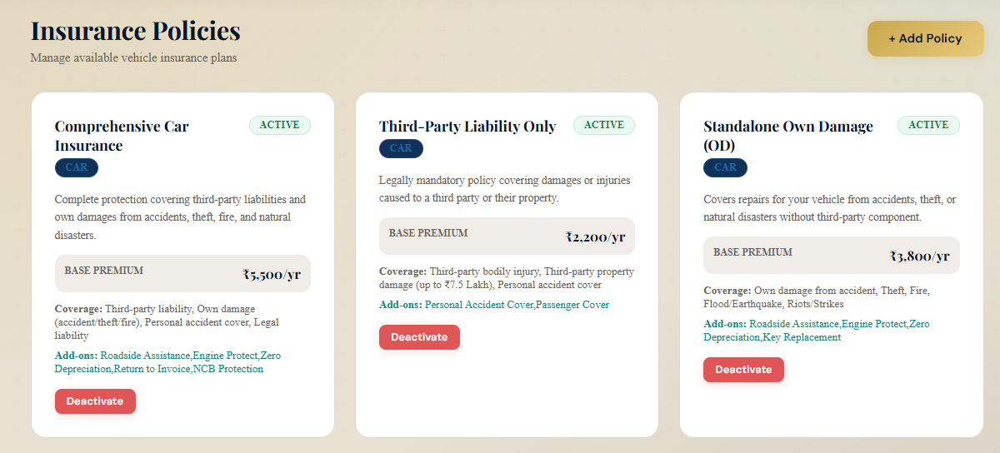 Insurance Policies
Manage available vehicle insurance plans
+ Add Policy
Comprehensive Car
Insurance
ACTIVE
CAR
Complete protection covering third-party liabilities and
own damages from accidents, theft, fire, and natural
disasters.
BASE PREMIUM
₹5,500/yr
Coverage: Third-party liability, Own damage
(accident/theft/fire), Personal accident cover, Legal
liability
Add-ons: Roadside Assistance,Engine Protect,Zero
Depreciation,Return to Invoice,NCB Protection
Deactivate
Third-Party Liability Only
ACTIVE
CAR
Legally mandatory policy covering damages or injuries
caused to a third party or their property.
BASE PREMIUM
₹2,200/yr
Coverage: Third-party bodily injury, Third-party property
damage (up to ₹7.5 Lakh), Personal accident cover
Add-ons: Personal Accident Cover,Passenger Cover
Deactivate
Standalone Own Damage
(OD)
ACTIVE
CAR
Covers repairs for your vehicle from accidents, theft, or
natural disasters without third-party component.
BASE PREMIUM
₹3,800/yr
Coverage: Own damage from accident, Theft, Fire,
Flood/Earthquake, Riots/Strikes
Add-ons: Roadside Assistance,Engine Protect,Zero
Depreciation,Key Replacement
Deactivate